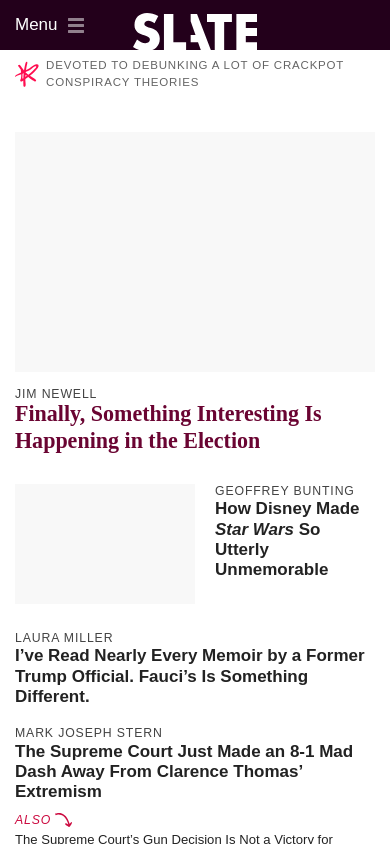 Menu
SLATE
DEVOTED TO DEBUNKING A LOT OF CRACKPOT
CONSPIRACY THEORIES
JIM NEWELL
Finally, Something Interesting Is
Happening in the Election
GEOFFREY BUNTING
How Disney Made
Star Wars So
Utterly
Unmemorable
LAURA MILLER
I’ve Read Nearly Every Memoir by a Former
Trump Official. Fauci’s Is Something
Different.
MARK JOSEPH STERN
The Supreme Court Just Made an 8-1 Mad
Dash Away From Clarence Thomas’
Extremism
ALSO
The Supreme Court’s Gun Decision Is Not a Victory for